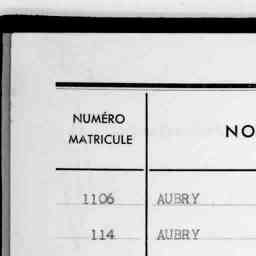 NUMÉRO
MATRICULE
NO
1106 AUBRY
114 AUBRY